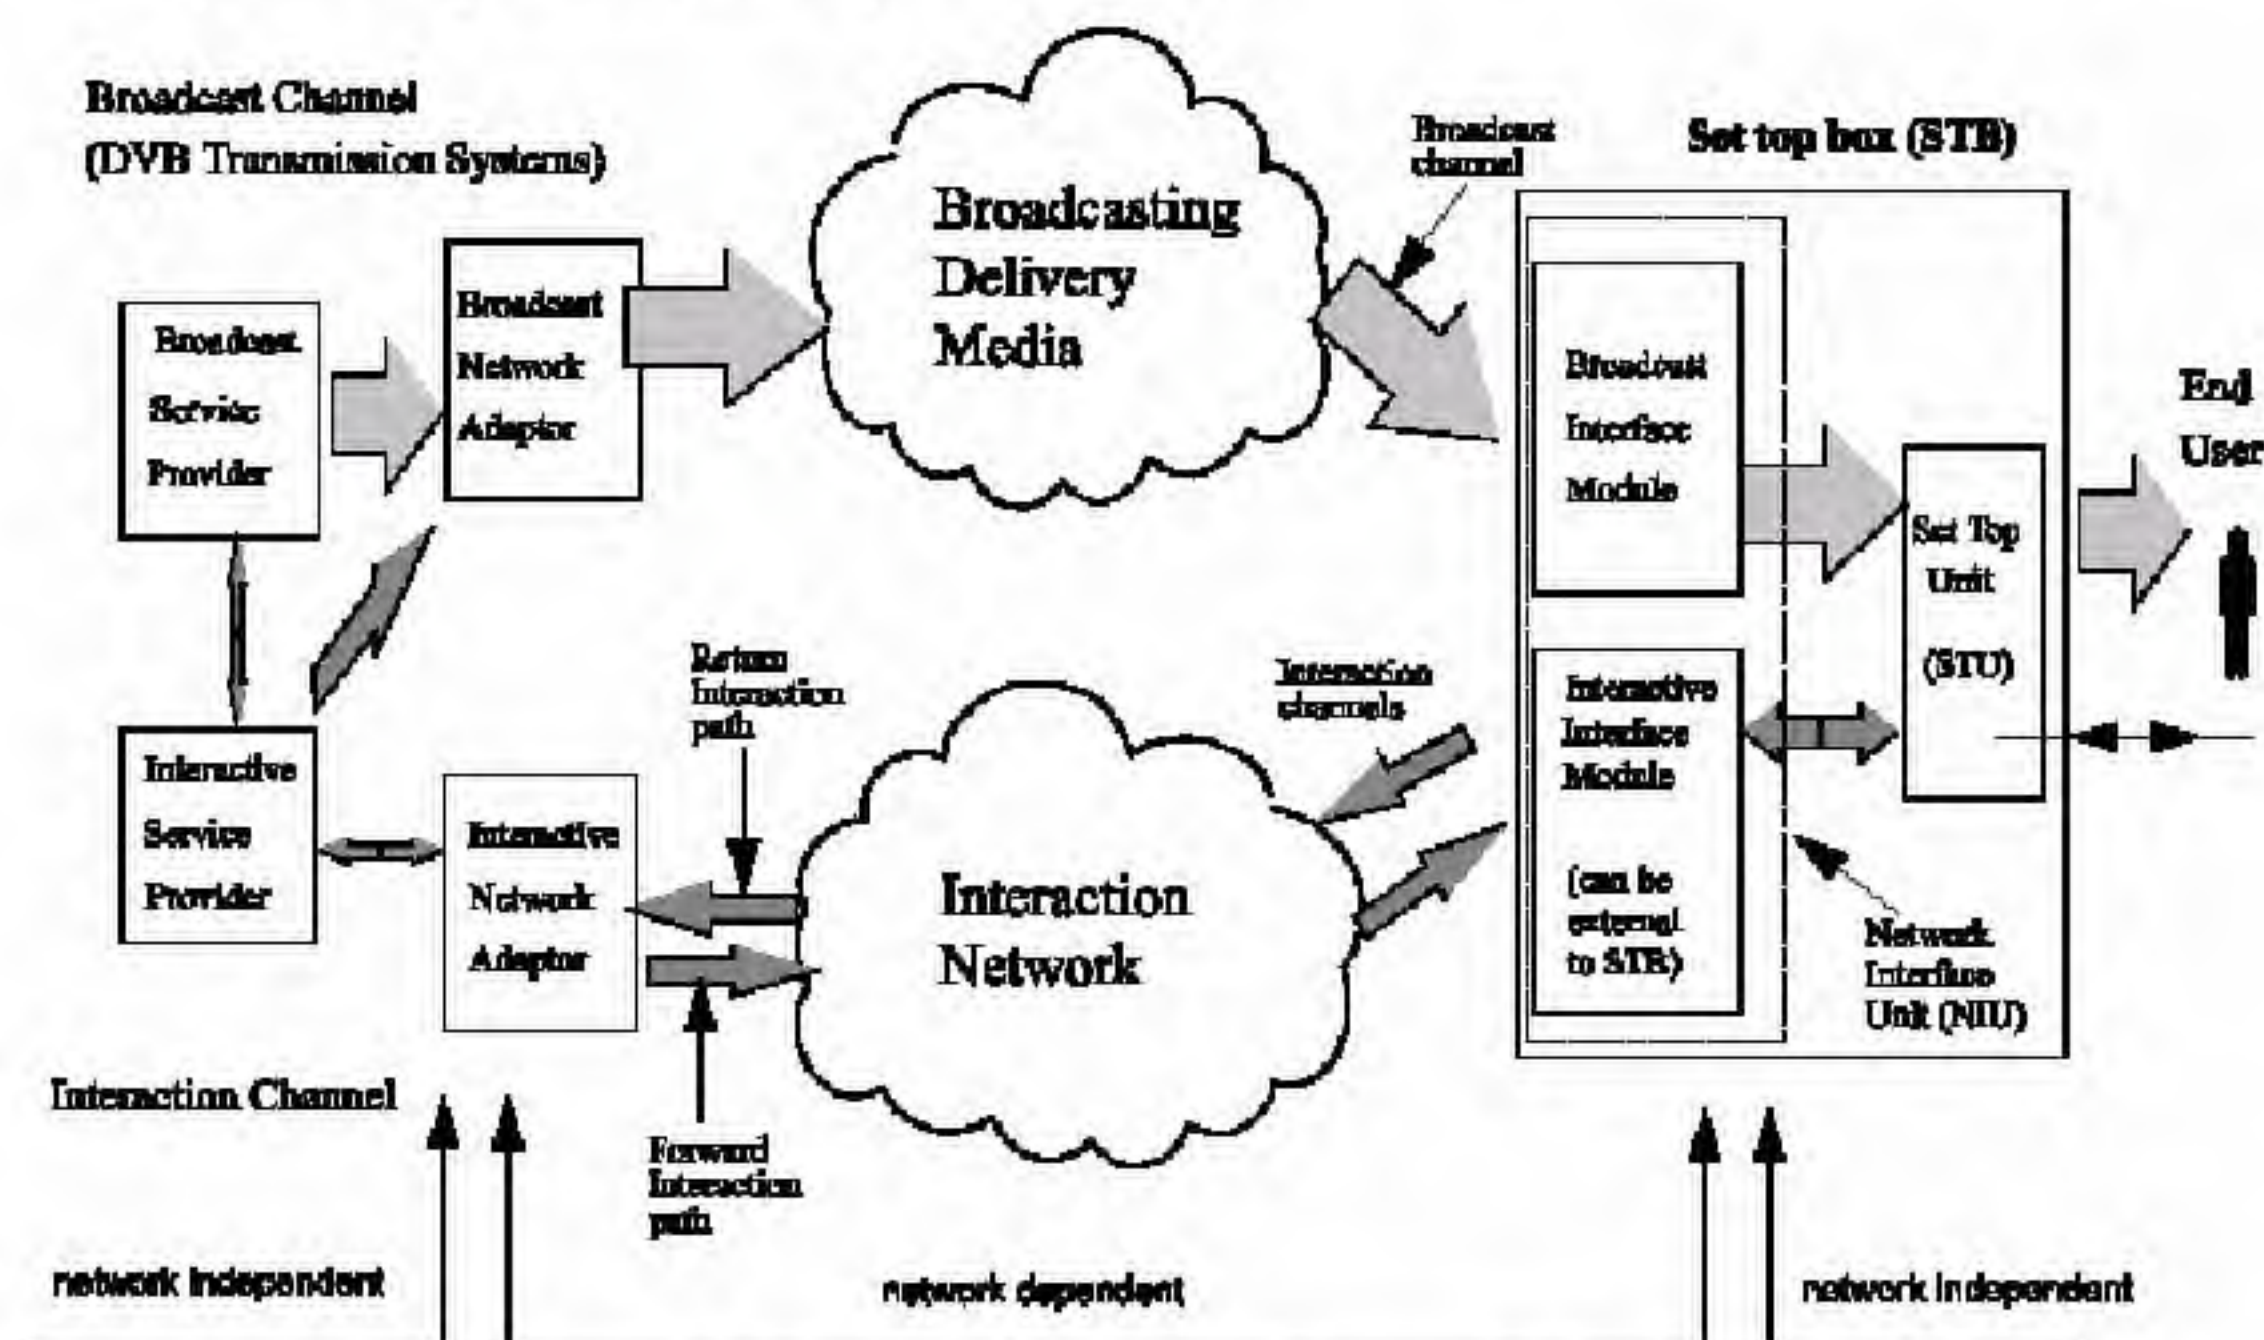 Broadcast Channel
(DVB Transmission Systems)
Broadcast
Service
Provider
Broadcast
Network
Adaptor
Broadcasting
Delivery
Media
Broadcast
channel
Set top box (STB)
Broadcast
Interface
Module
Set Top
Unit
(STU)
End
User
Interactive
Service
Provider
Interactive
Network
Adaptor
Return
Interaction
path
Forward
Interaction
path
Interaction
Network
Interaction
channels
Interactive
Interface
Module
(can be
external
to STB)
Network
Interface
Unit (NIU)
Interaction Channel
network independent
network dependent
network independent